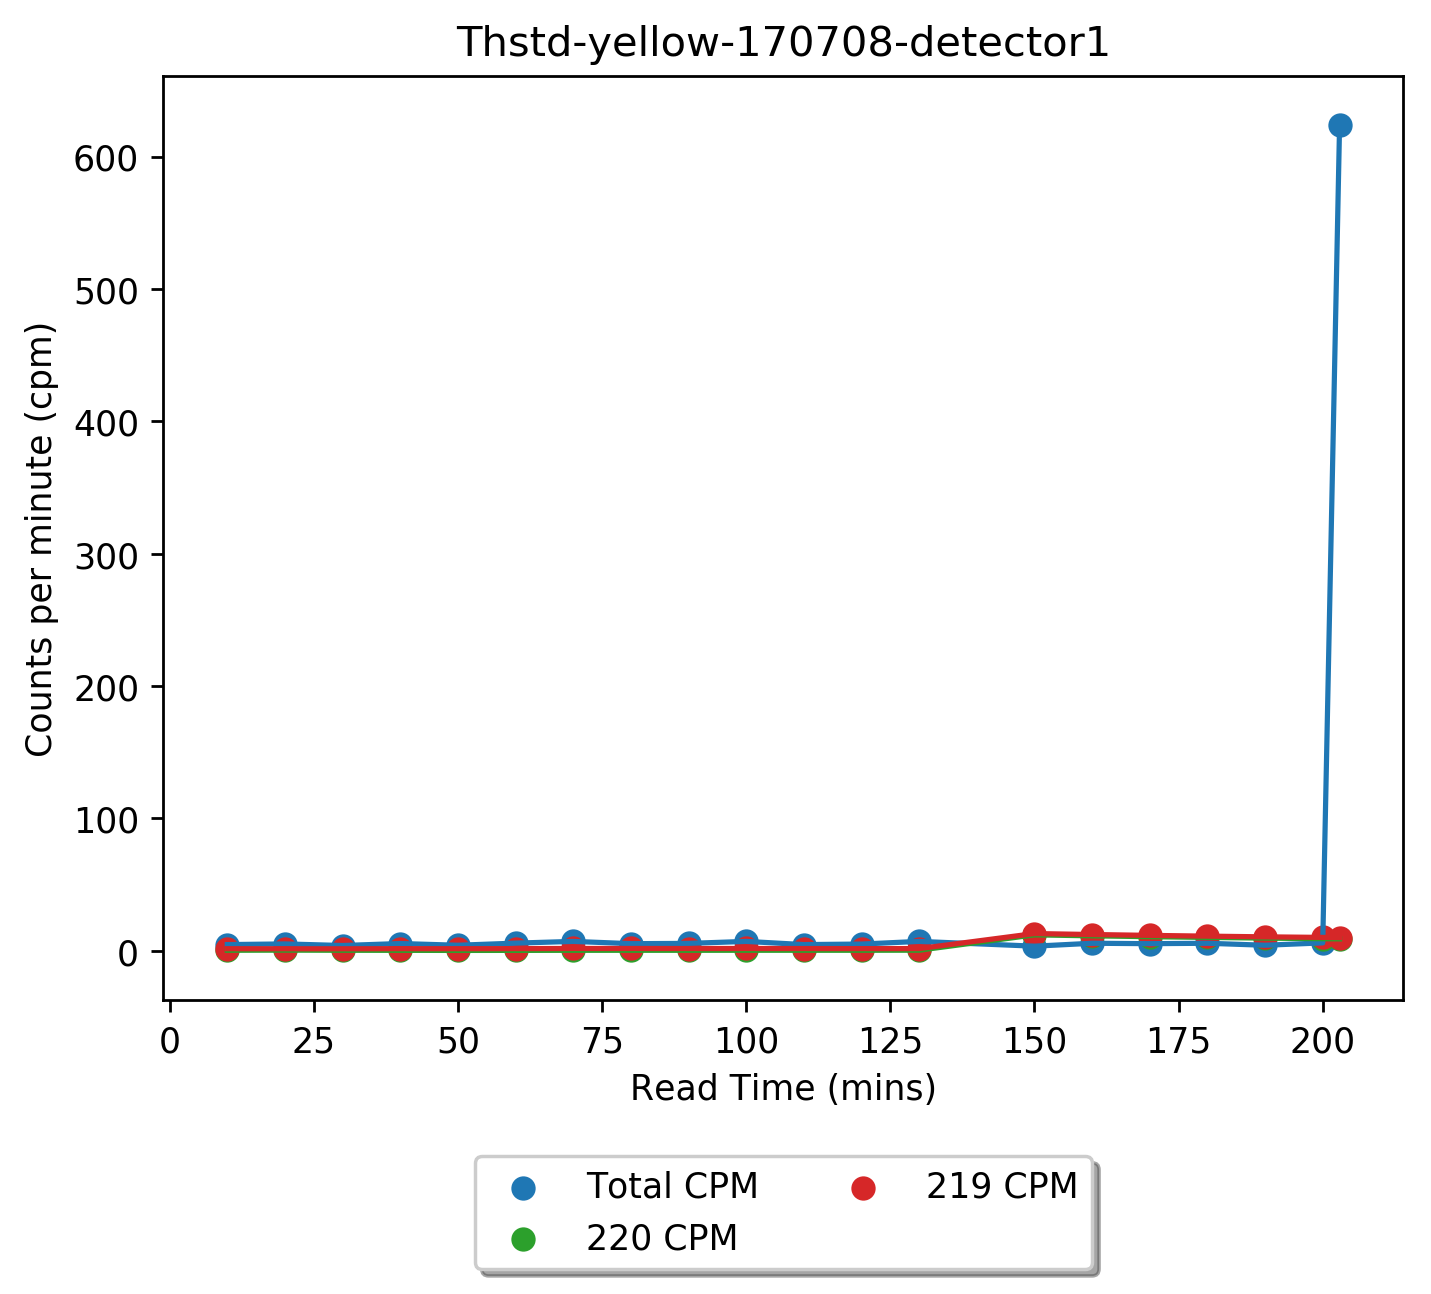 Thstd-yellow-170708-detector1
Counts per minute (cpm)
600
500
400
300
200
100
0
0 25 50 75 100 125 150 175 200
Read Time (mins)
Total CPM 219 CPM
220 CPM